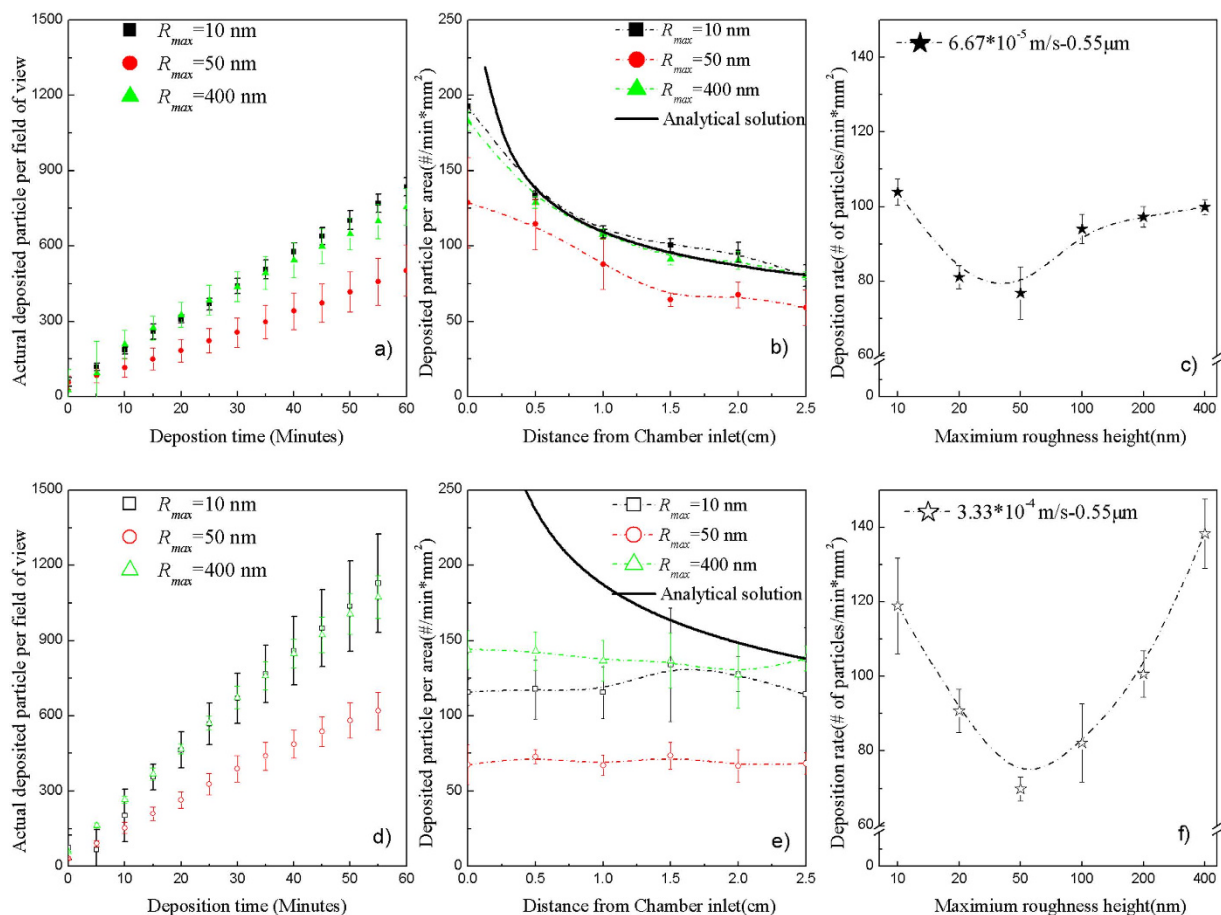 Actural deposited particle per field of view
1500
1200
900
600
300
0
R_max=10 nm
R_max=50 nm
R_max=400 nm
a)
0 10 20 30 40 50 60
Depostion time (Minutes)
Deposited particle per area(#/min*mm²)
250
200
150
100
50
0
R_max=10 nm
R_max=50 nm
R_max=400 nm
Analytical solution
b)
0.0 0.5 1.0 1.5 2.0 2.5
Distance from Chamber inlet(cm)
Deposition rate(# of particles/min*mm²)
140
120
100
80
60
0
6.67*10⁻⁵ m/s-0.55μm
c)
10 20 50 100 200 400
Maximium roughness height(nm)
Actual deposited particle per field of view
1500
1200
900
600
300
0
R_max=10 nm
R_max=50 nm
R_max=400 nm
d)
0 10 20 30 40 50 60
Deposition time (Minutes)
Deposited particle per area(#/min*mm²)
250
200
150
100
50
0
R_max=10 nm
R_max=50 nm
R_max=400 nm
Analytical solution
e)
0.0 0.5 1.0 1.5 2.0 2.5
Distance from Chamber inlet(cm)
Deposition rate(# of particles/min*mm²)
140
120
100
80
60
0
3.33*10⁻⁴ m/s-0.55μm
f)
10 20 50 100 200 400
Maximium roughness height(nm)